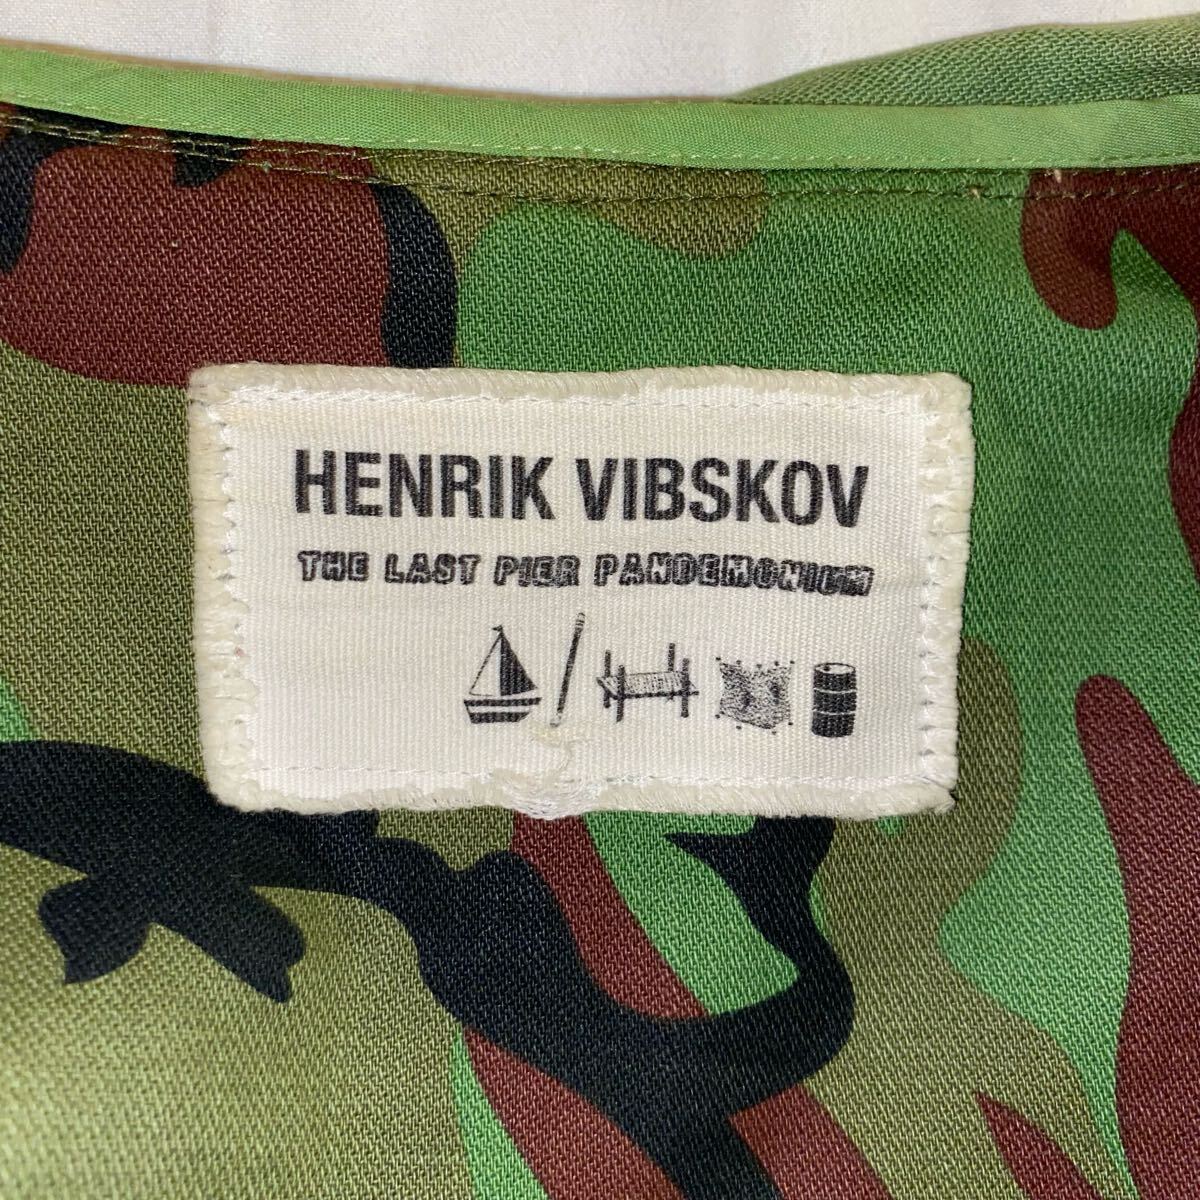 HENRIK VIBSKOV
THE LAST PIER PANDEMONIUM